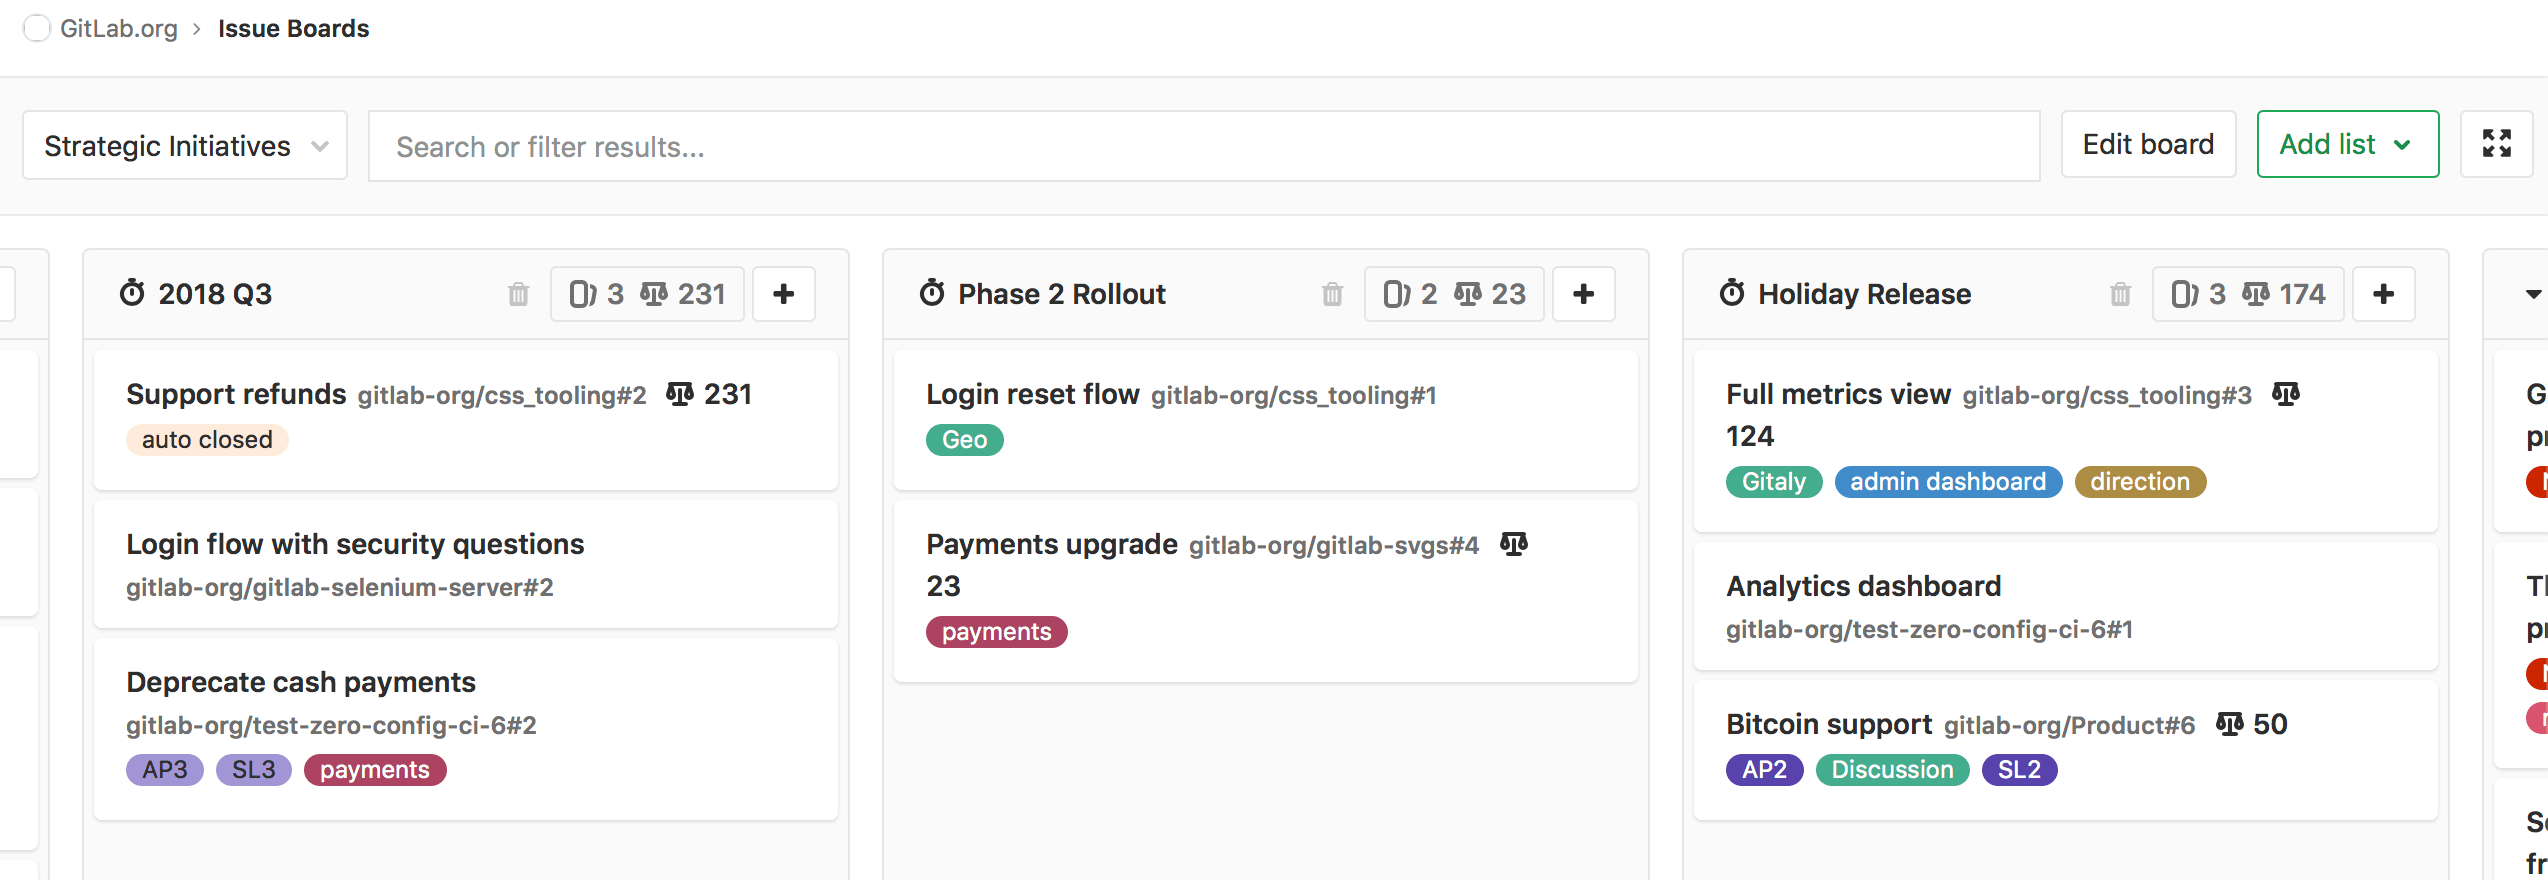 GitLab.org › Issue Boards
Strategic Initiatives
Search or filter results...
Edit board
Add list
2018 Q3 3 231
Support refunds gitlab-org/css_tooling#2 231
auto closed
Login flow with security questions
gitlab-org/gitlab-selenium-server#2
Deprecate cash payments
gitlab-org/test-zero-config-ci-6#2
AP3 SL3 payments
Phase 2 Rollout 2 23
Login reset flow gitlab-org/css_tooling#1
Geo
Payments upgrade gitlab-org/gitlab-svgs#4
23
payments
Holiday Release 3 174
Full metrics view gitlab-org/css_tooling#3
124
Gitaly admin dashboard direction
Analytics dashboard
gitlab-org/test-zero-config-ci-6#1
Bitcoin support gitlab-org/Product#6 50
AP2 Discussion SL2